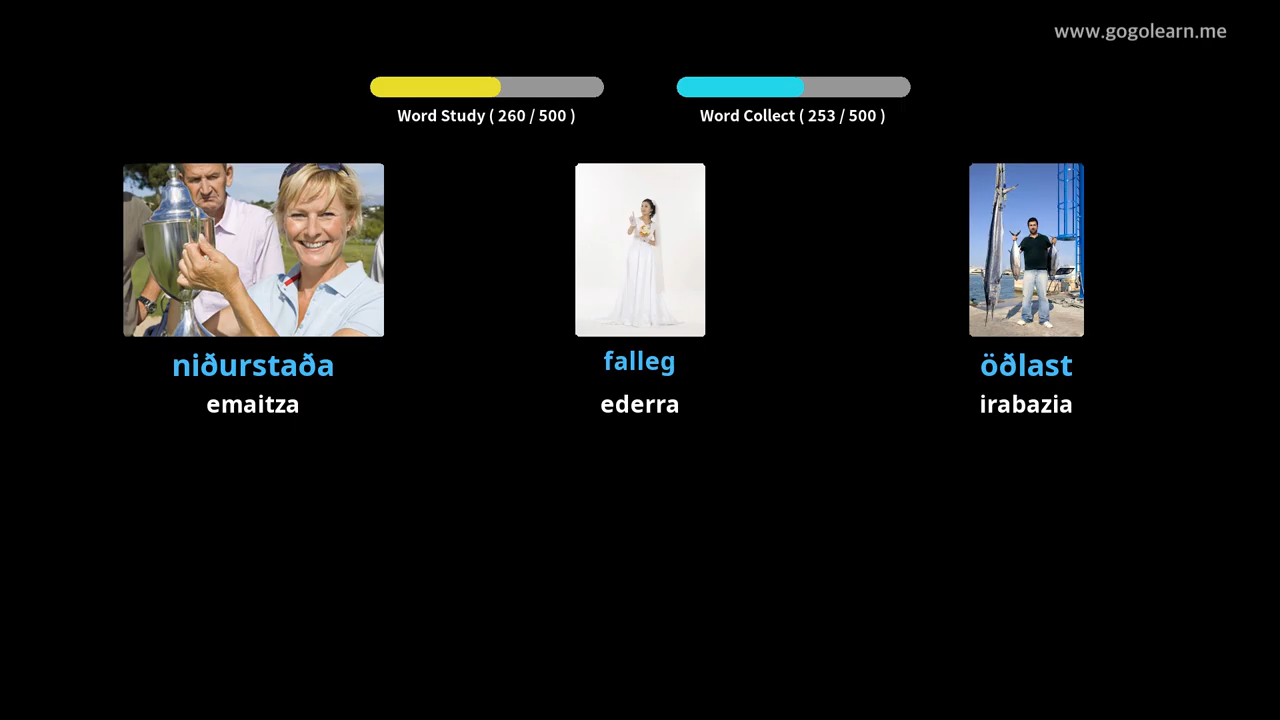 www.gogolearn.me
Word Study ( 260 / 500 )
Word Collect ( 253 / 500 )
niðurstaða
falleg
öðlast
emaitza
ederra
irabazia